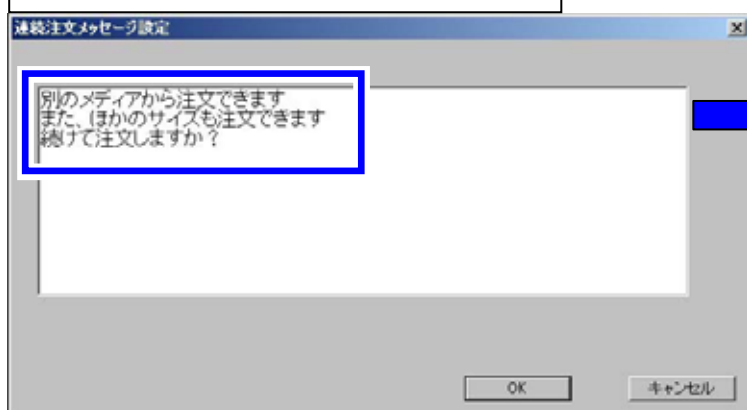 連続注文メッセージ設定
別のメディアから注文できます
また、ほかのサイズも注文できます
続けて注文しますか？
OK
キャンセル